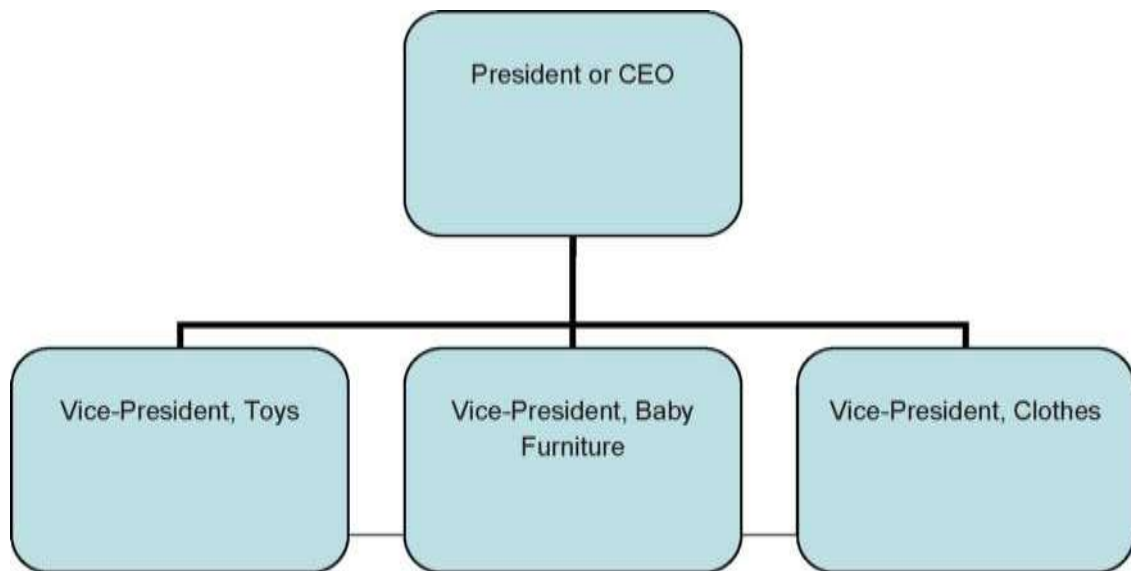 President or CEO
Vice-President, Toys
Vice-President, Baby
Furniture
Vice-President, Clothes